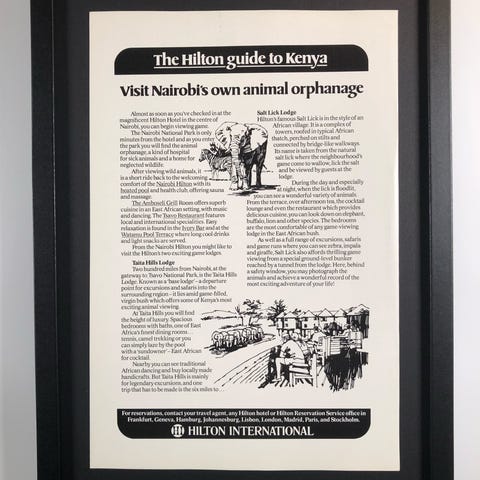 The Hilton guide to Kenya
Visit Nairobi's own animal orphanage
Almost as soon as you've checked in at the
magnificent Hilton Hotel in the centre of
Nairobi, you can begin viewing game.
The Nairobi National Park is only
minutes from the hotel and as you enter
the park you will find the animal
orphanage, a kind of hospital
for sick animals and a home for
neglected wildlife.
After viewing wild animals, it
is a short ride back to the welcoming
comfort of the Nairobi Hilton with its
heated pool and health club, offering sauna
and massage.
The Amboseli Grill Room offers superb
cuisine in an East African setting, with music
and dancing. The Tsavo Restaurant features
local and international specialities. Easy
relaxation is found in the Ivory Bar and at the
Watamu Pool Terrace where long cool drinks
and light snacks are served.
From the Nairobi Hilton you might like to
visit the Hilton's two exciting game lodges.
Taita Hills Lodge
Two hundred miles from Nairobi, at the
gateway to Tsavo National Park, is the Taita Hills
Lodge. Known as a 'base lodge' – a departure
point for excursions and safaris into the
surrounding region – it lies amid game-filled,
virgin bush which offers some of Kenya's most
exciting animal viewing.
At Taita Hills you will find
the height of luxury. Spacious
bedrooms with baths, one of East
Africa's finest dining rooms...
tennis, camel trekking or you
can simply laze by the pool
with a 'sundowner' – East African
for cocktail.
Nearby you can see traditional
African dancing and buy locally made
handicrafts. But Taita Hills is mainly
for legendary excursions, and one
trip that has to be made is the six miles to...
Salt Lick Lodge
Hilton's famous Salt Lick is in the style of an
African village. It is a complex of
towers, roofed in typical African
thatch, perched on stilts and
connected by bridge-like walkways.
Its name is taken from the natural
salt lick where the neighbourhood's
game come to wallow, lick the salt
and be viewed by guests at the
lodge.
During the day and especially
at night, when the lick is floodlit,
you can see a wonderful variety of animals.
From the terrace, over afternoon tea, the cocktail
lounge and even the restaurant which provides
delicious cuisine, you can look down on elephant,
buffalo, lion and other species. The bedrooms
are the most comfortable of any game viewing
lodge in the East African bush.
As well as a full range of excursions, safaris
and game runs where you can see zebra, impala
and giraffe, Salt Lick also affords thrilling game
viewing from a special ground-level bunker
reached by a tunnel from the lodge. Here, behind
a safety window, you may photograph the
animals and achieve a wonderful record of the
most exciting adventure of your life!
For reservations, contact your travel agent, any Hilton hotel or Hilton Reservation Service office in
Frankfurt, Geneva, Hamburg, Johannesburg, Lisbon, London, Madrid, Paris, and Stockholm.
HILTON INTERNATIONAL